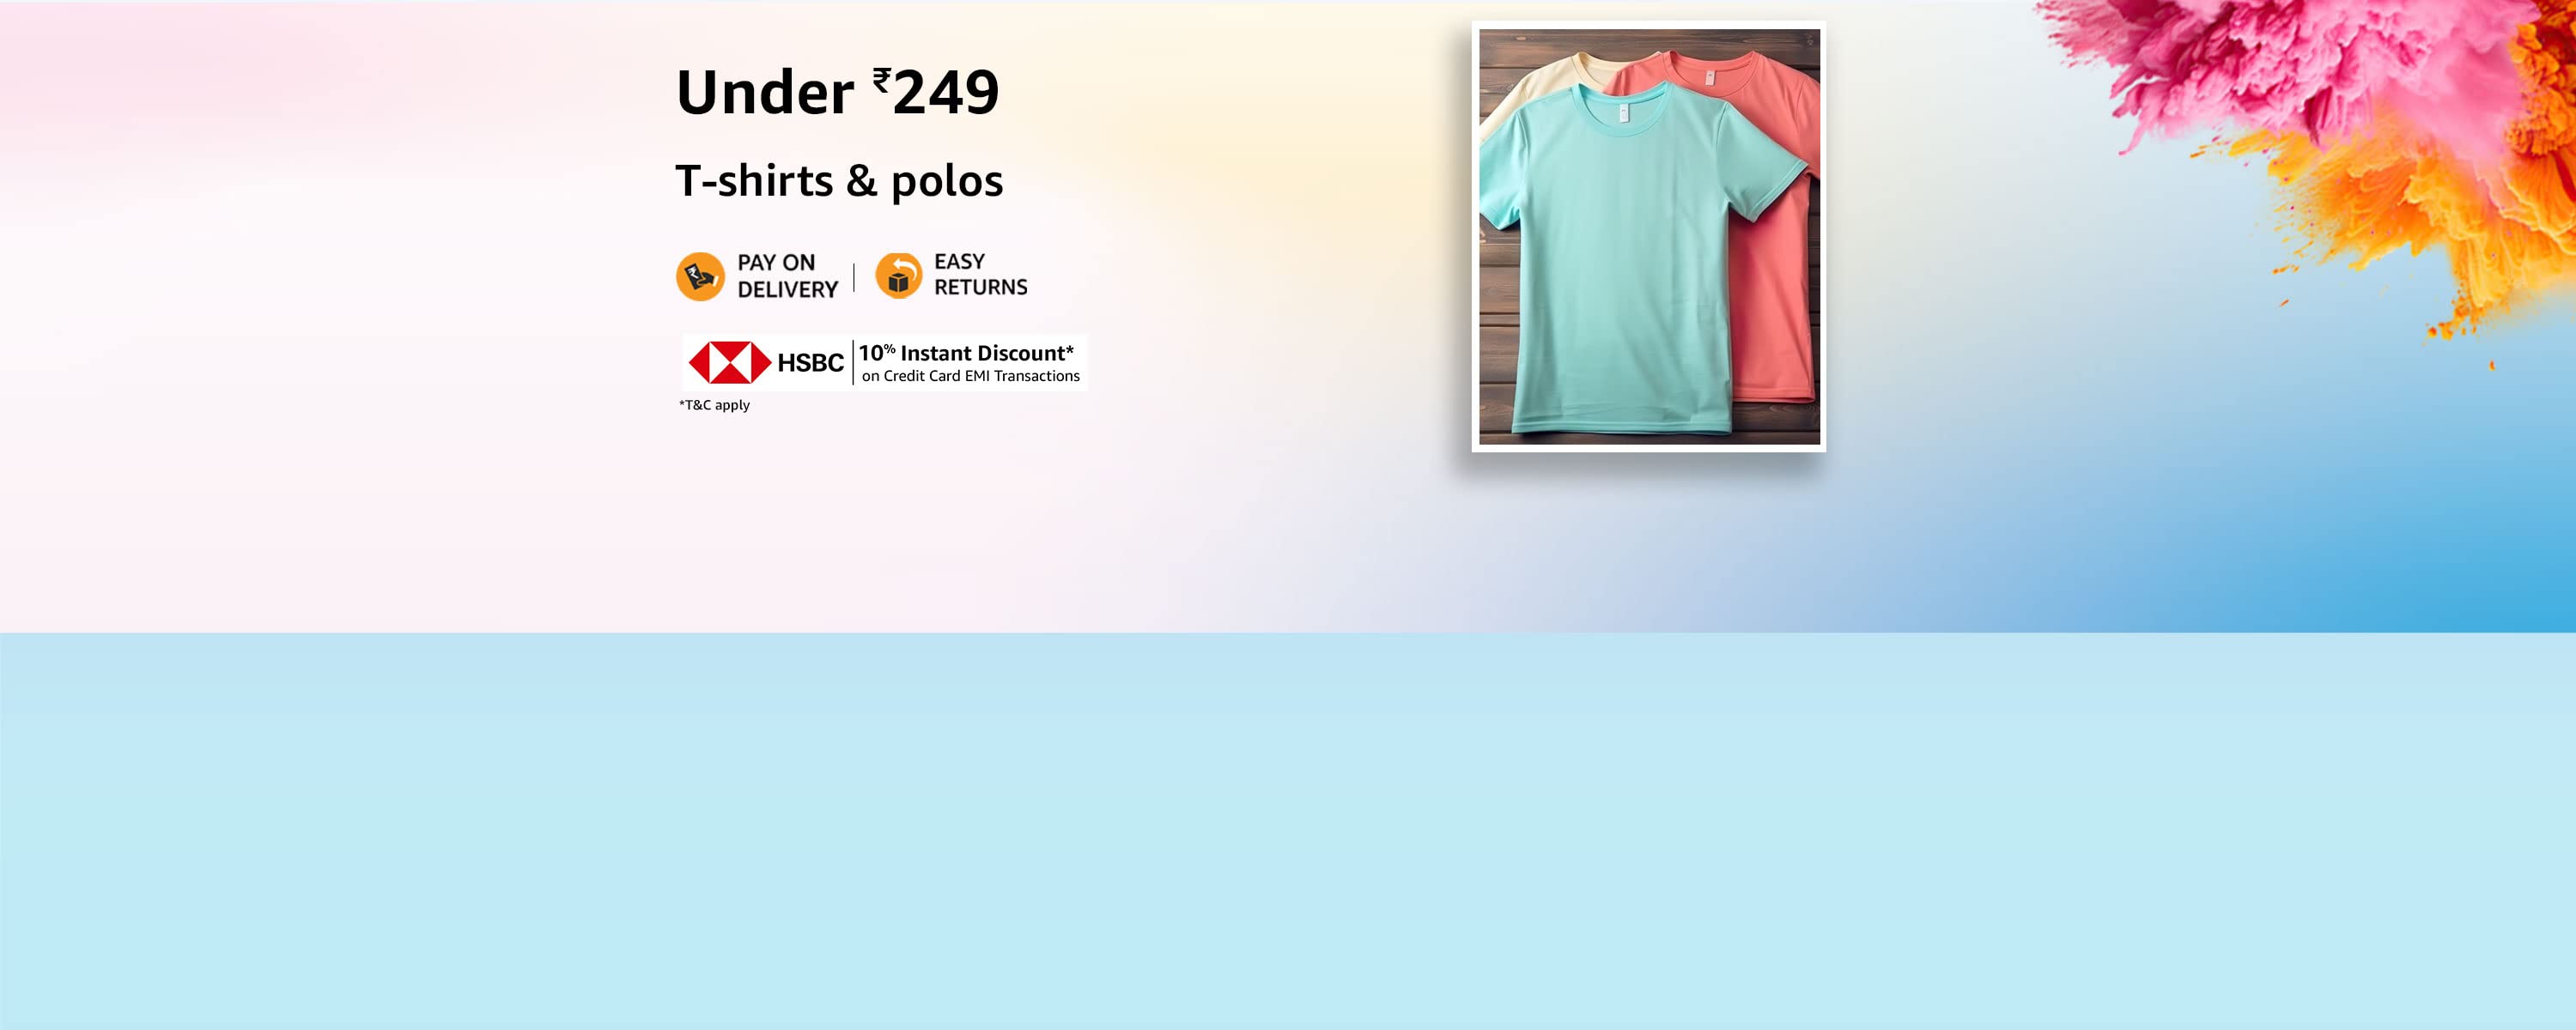 Under ₹249
T-shirts & polos
PAY ON
DELIVERY
EASY
RETURNS
HSBC
10% Instant Discount*
on Credit Card EMI Transactions
*T&C apply